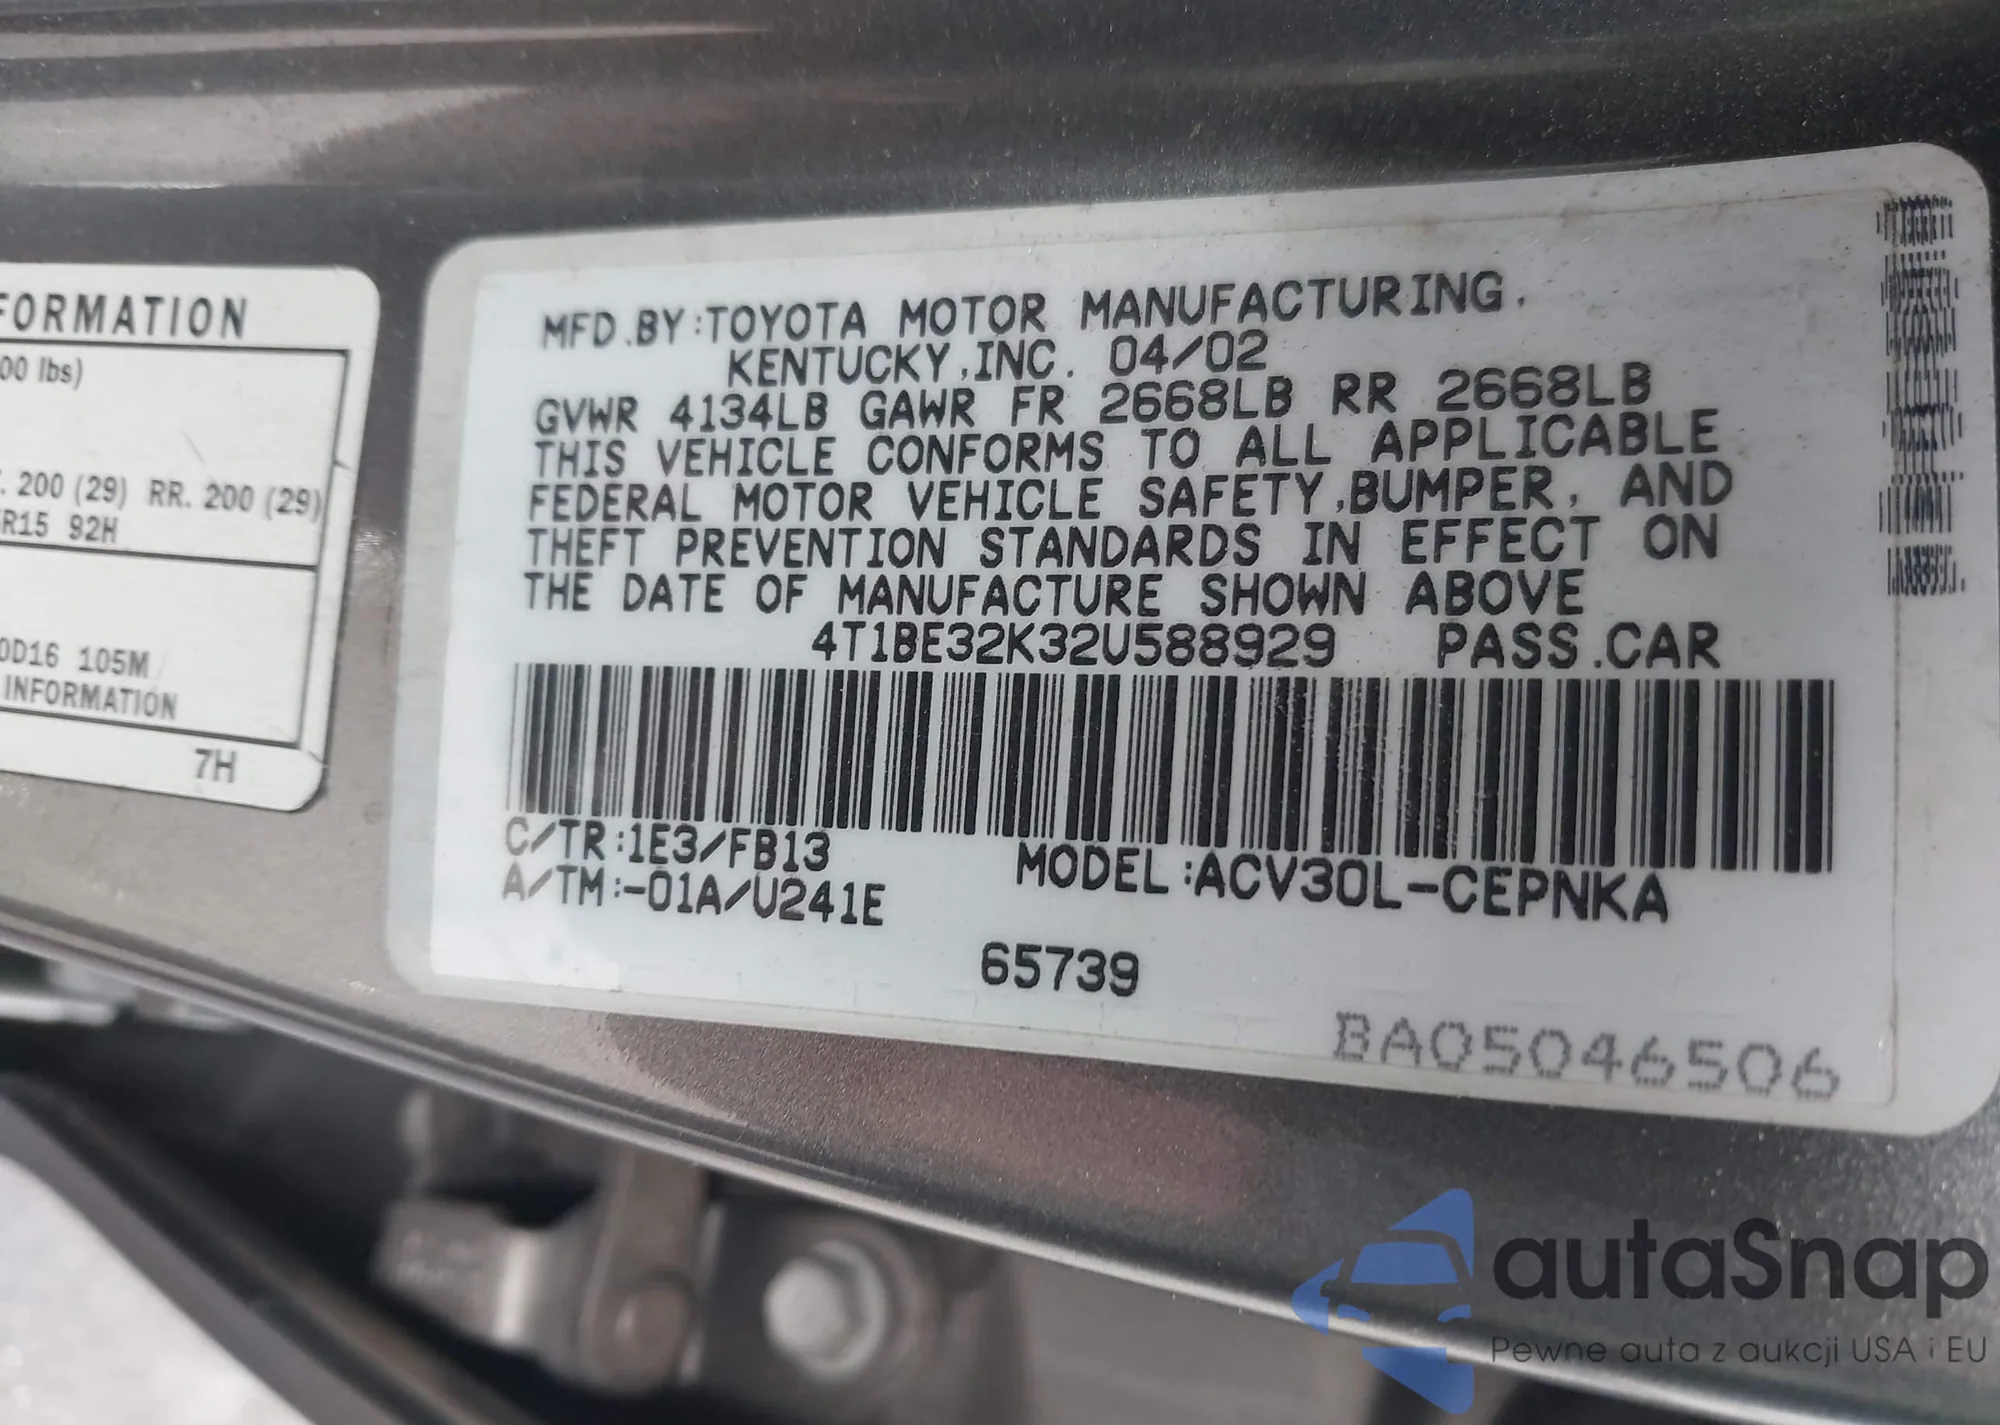 FORMATION
00 lbs)
. 200 (29) RR. 200 (29)
R15 92H
0D16 105M
INFORMATION
7H
MFD.BY:TOYOTA MOTOR MANUFACTURING,
KENTUCKY,INC. 04/02
GVWR 4134LB GAWR FR 2668LB RR 2668LB
THIS VEHICLE CONFORMS TO ALL APPLICABLE
FEDERAL MOTOR VEHICLE SAFETY,BUMPER, AND
THEFT PREVENTION STANDARDS IN EFFECT ON
THE DATE OF MANUFACTURE SHOWN ABOVE
4T1BE32K32U588929 PASS.CAR
C/TR:1E3/FB13
A/TM:-01A/U241E
MODEL:ACV30L-CEPNKA
65739
BA05046506
autaSnap
Pewne auta z aukcji USA i EU